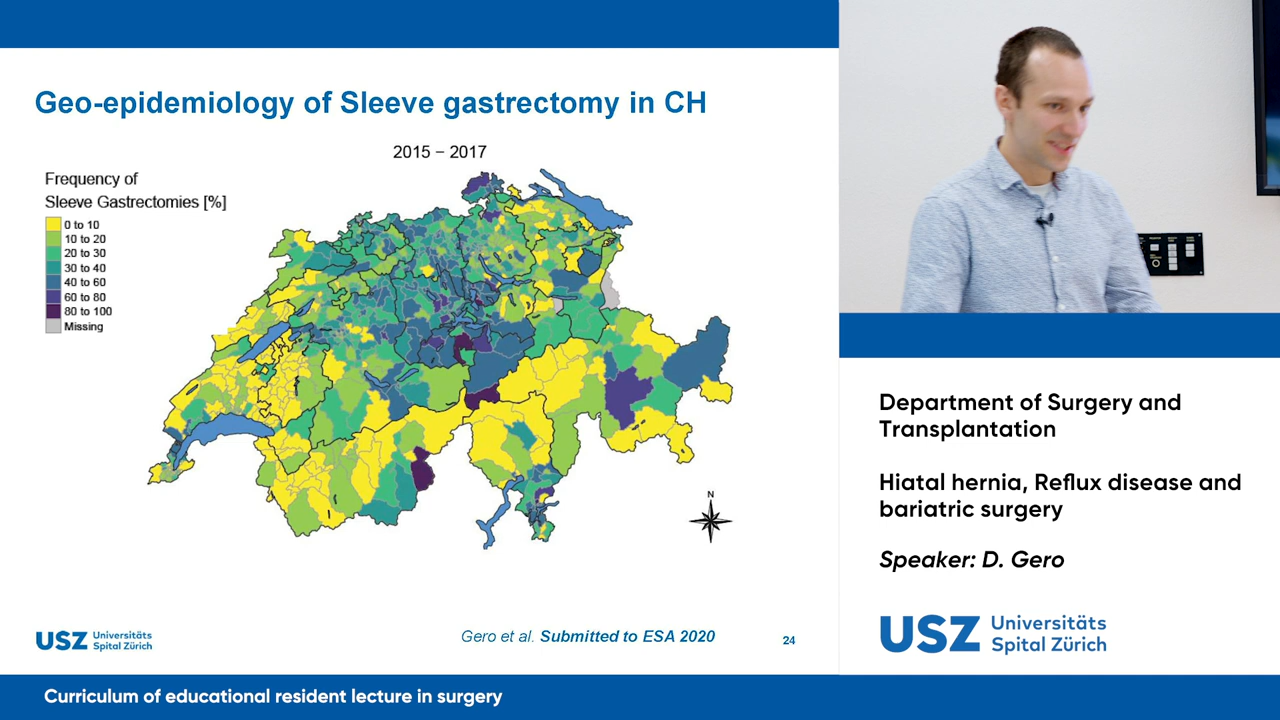 Geo-epidemiology of Sleeve gastrectomy in CH
2015 – 2017
Frequency of
Sleeve Gastrectomies [%]
0 to 10
10 to 20
20 to 30
30 to 40
40 to 60
60 to 80
80 to 100
Missing
N
USZ Universitäts
Spital Zürich
Gero et al. Submitted to ESA 2020
24
Department of Surgery and
Transplantation
Hiatal hernia, Reflux disease and
bariatric surgery
Speaker: D. Gero
USZ Universitäts
Spital Zürich
Curriculum of educational resident lecture in surgery